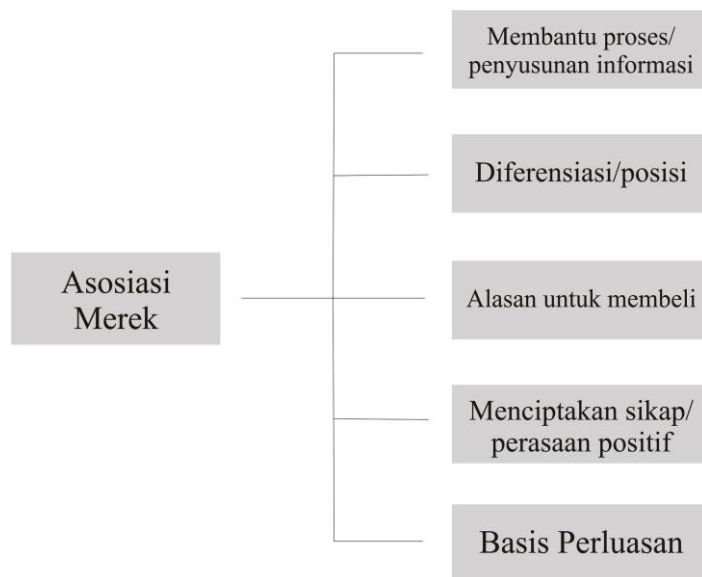 Asosiasi
Merek
Membantu proses/
penyusunan informasi
Diferensiasi/posisi
Alasan untuk membeli
Menciptakan sikap/
perasaan positif
Basis Perluasan